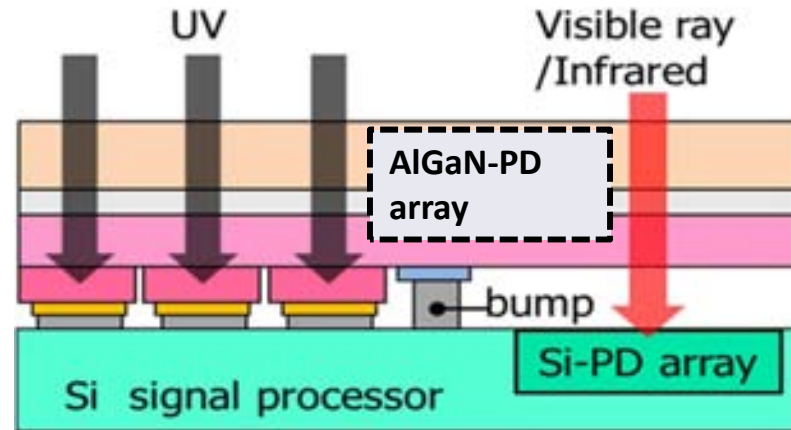 UV
Visible ray
/Infrared
AlGaN-PD
array
bump
Si-PD array
Si signal processor